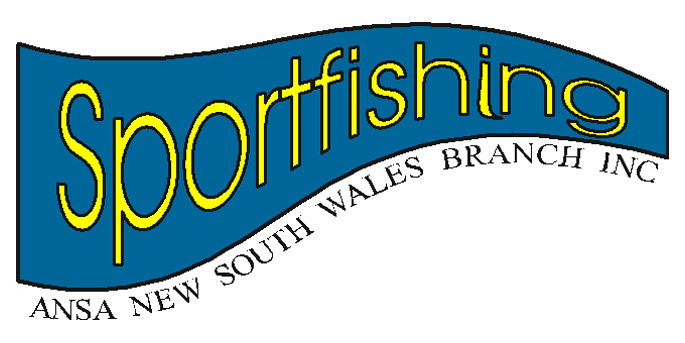 Sportfishing
ANSA NEW SOUTH WALES BRANCH INC